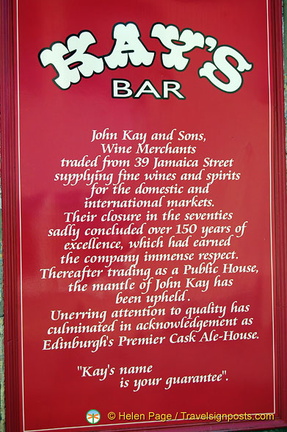 KAY'S
BAR
John Kay and Sons,
Wine Merchants
traded from 39 Jamaica Street
supplying fine wines and spirits
for the domestic and
international markets.
Their closure in the seventies
sadly concluded over 150 years of
excellence, which had earned
the company immense respect.
Thereafter trading as a Public House,
the mantle of John Kay has
been upheld.
Unerring attention to quality has
culminated in acknowledgement as
Edinburgh's Premier Cask Ale-House.
"Kay's name
is your guarantee".
© Helen Page / Travelsignposts.com